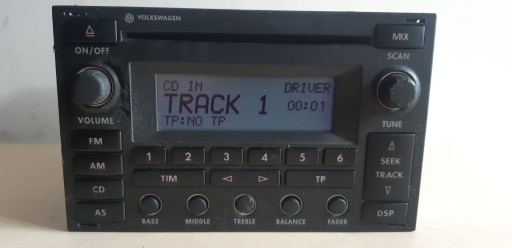 VOLKSWAGEN
MIX
ON/OFF
SCAN
CD IN DRIVER
TRACK 1 00:01
TP:NO TP
VOLUME
TUNE
FM
AM
CD
AS
1 2 3 4 5 6
SEEK
TRACK
TIM
TP
DSP
BASS MIDDLE TREBLE BALANCE FADER